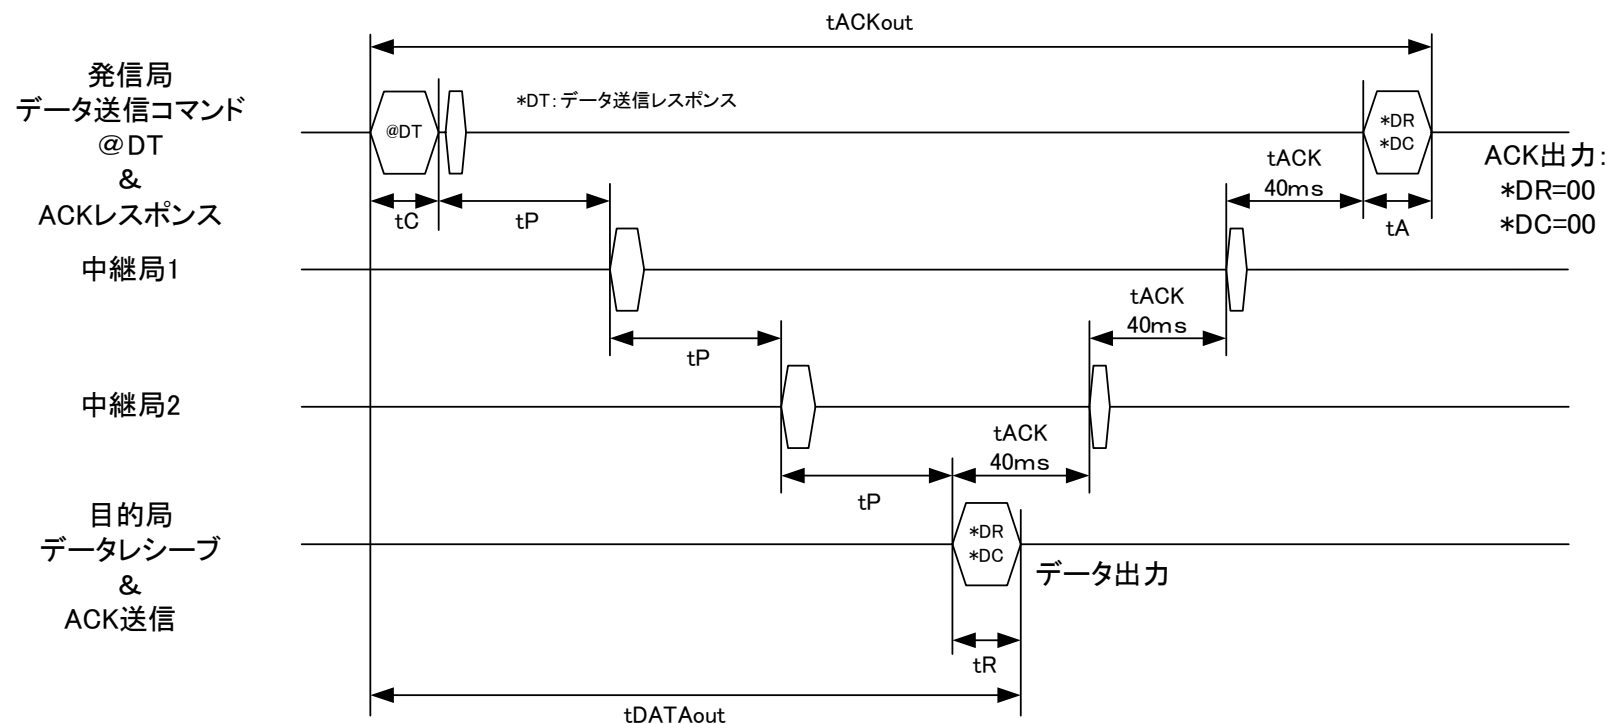 tACKout
発信局
データ送信コマンド
@DT
&
ACKレスポンス
@DT
*DT:データ送信レスポンス
*DR
*DC
ACK出力:
*DR=00
*DC=00
tC
tP
tACK
40ms
tA
中継局1
tP
tACK
40ms
中継局2
tP
tACK
40ms
目的局
データレシーブ
&
ACK送信
*DR
*DC
データ出力
tR
tDATAout